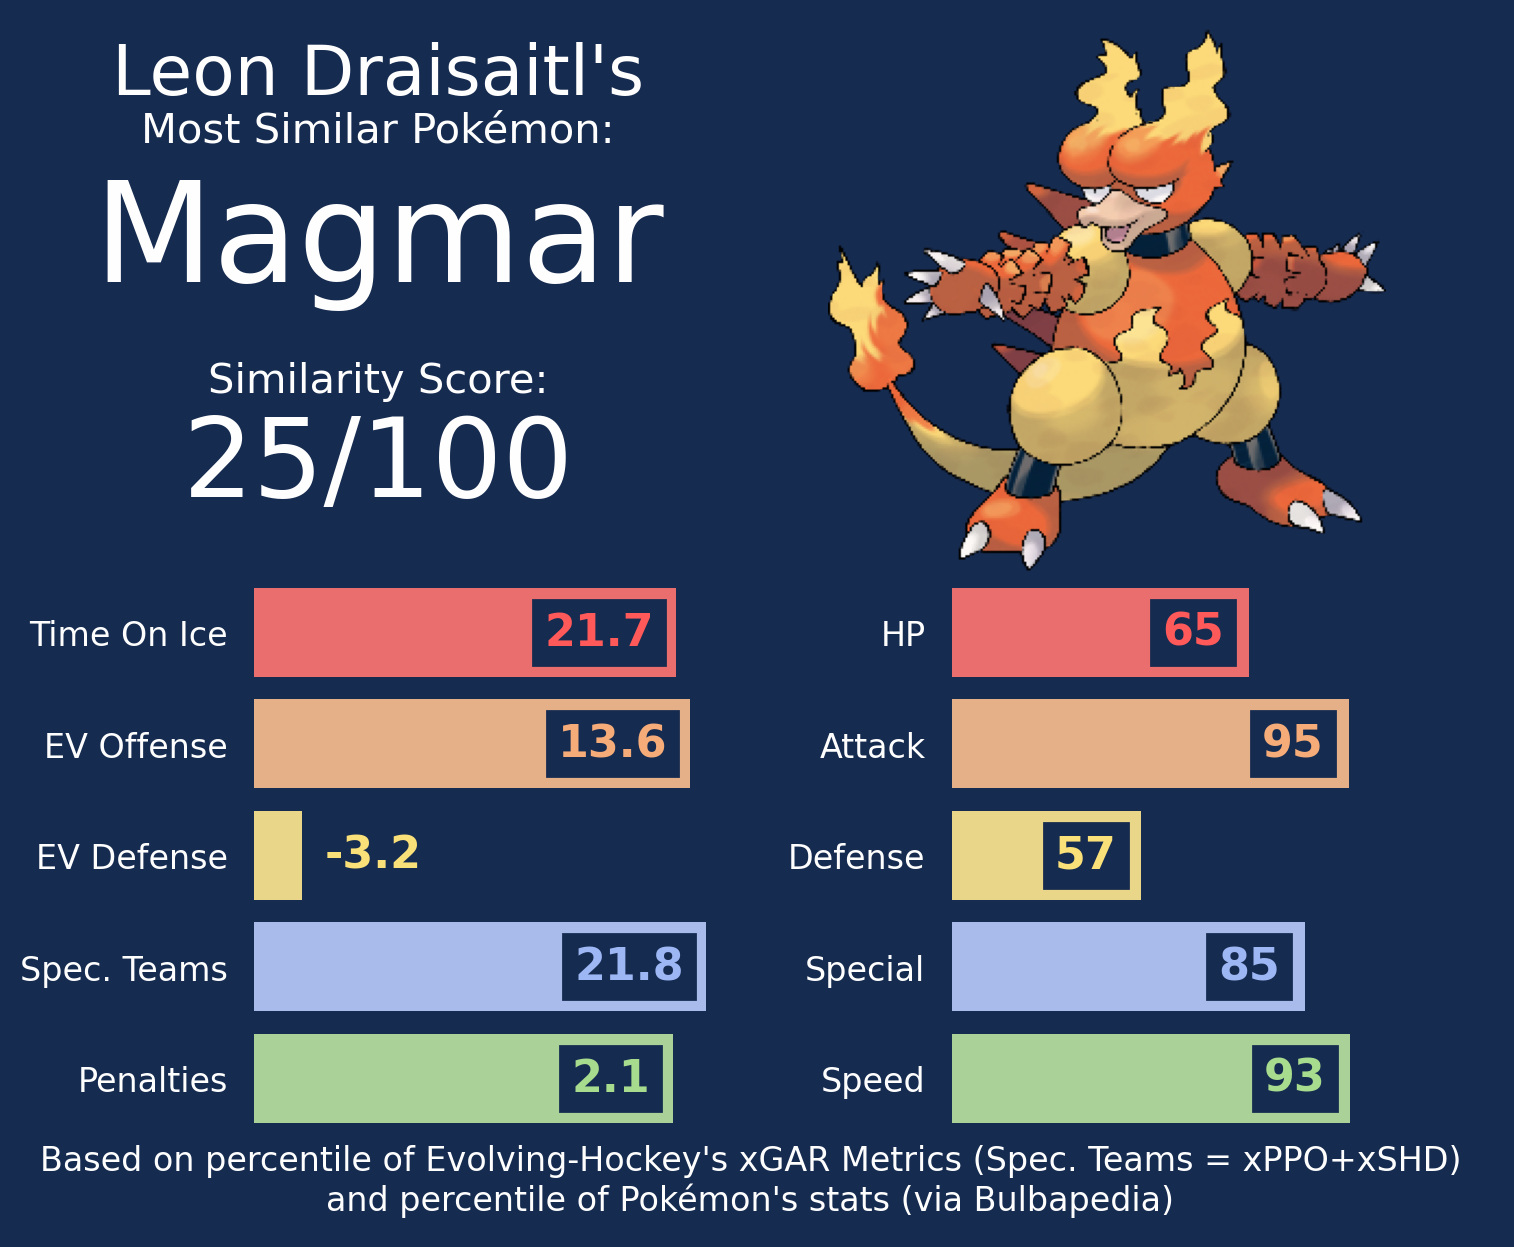 Leon Draisaitl's
Most Similar Pokémon:
Magmar
Similarity Score:
25/100
Time On Ice 21.7
EV Offense 13.6
EV Defense -3.2
Spec. Teams 21.8
Penalties 2.1
HP 65
Attack 95
Defense 57
Special 85
Speed 93
Based on percentile of Evolving-Hockey's xGAR Metrics (Spec. Teams = xPPO+xSHD)
and percentile of Pokémon's stats (via Bulbapedia)